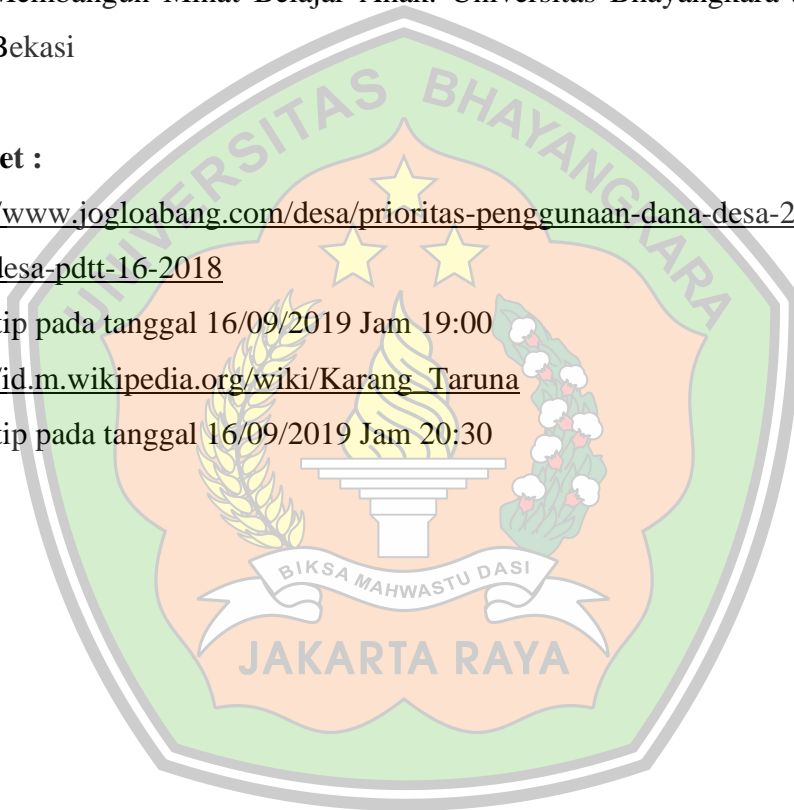 Membangun Minat Belajar Anak. Universitas Bhayangkara
Bekasi
et :
/www.jogloabang.com/desa/prioritas-penggunaan-dana-desa-2
desa-pdtt-16-2018
tip pada tanggal 16/09/2019 Jam 19:00
/id.m.wikipedia.org/wiki/Karang_Taruna
tip pada tanggal 16/09/2019 Jam 20:30
UNIVERSITAS BHAYANGKARA
BIKSA MAHWASTU DASI
JAKARTA RAYA